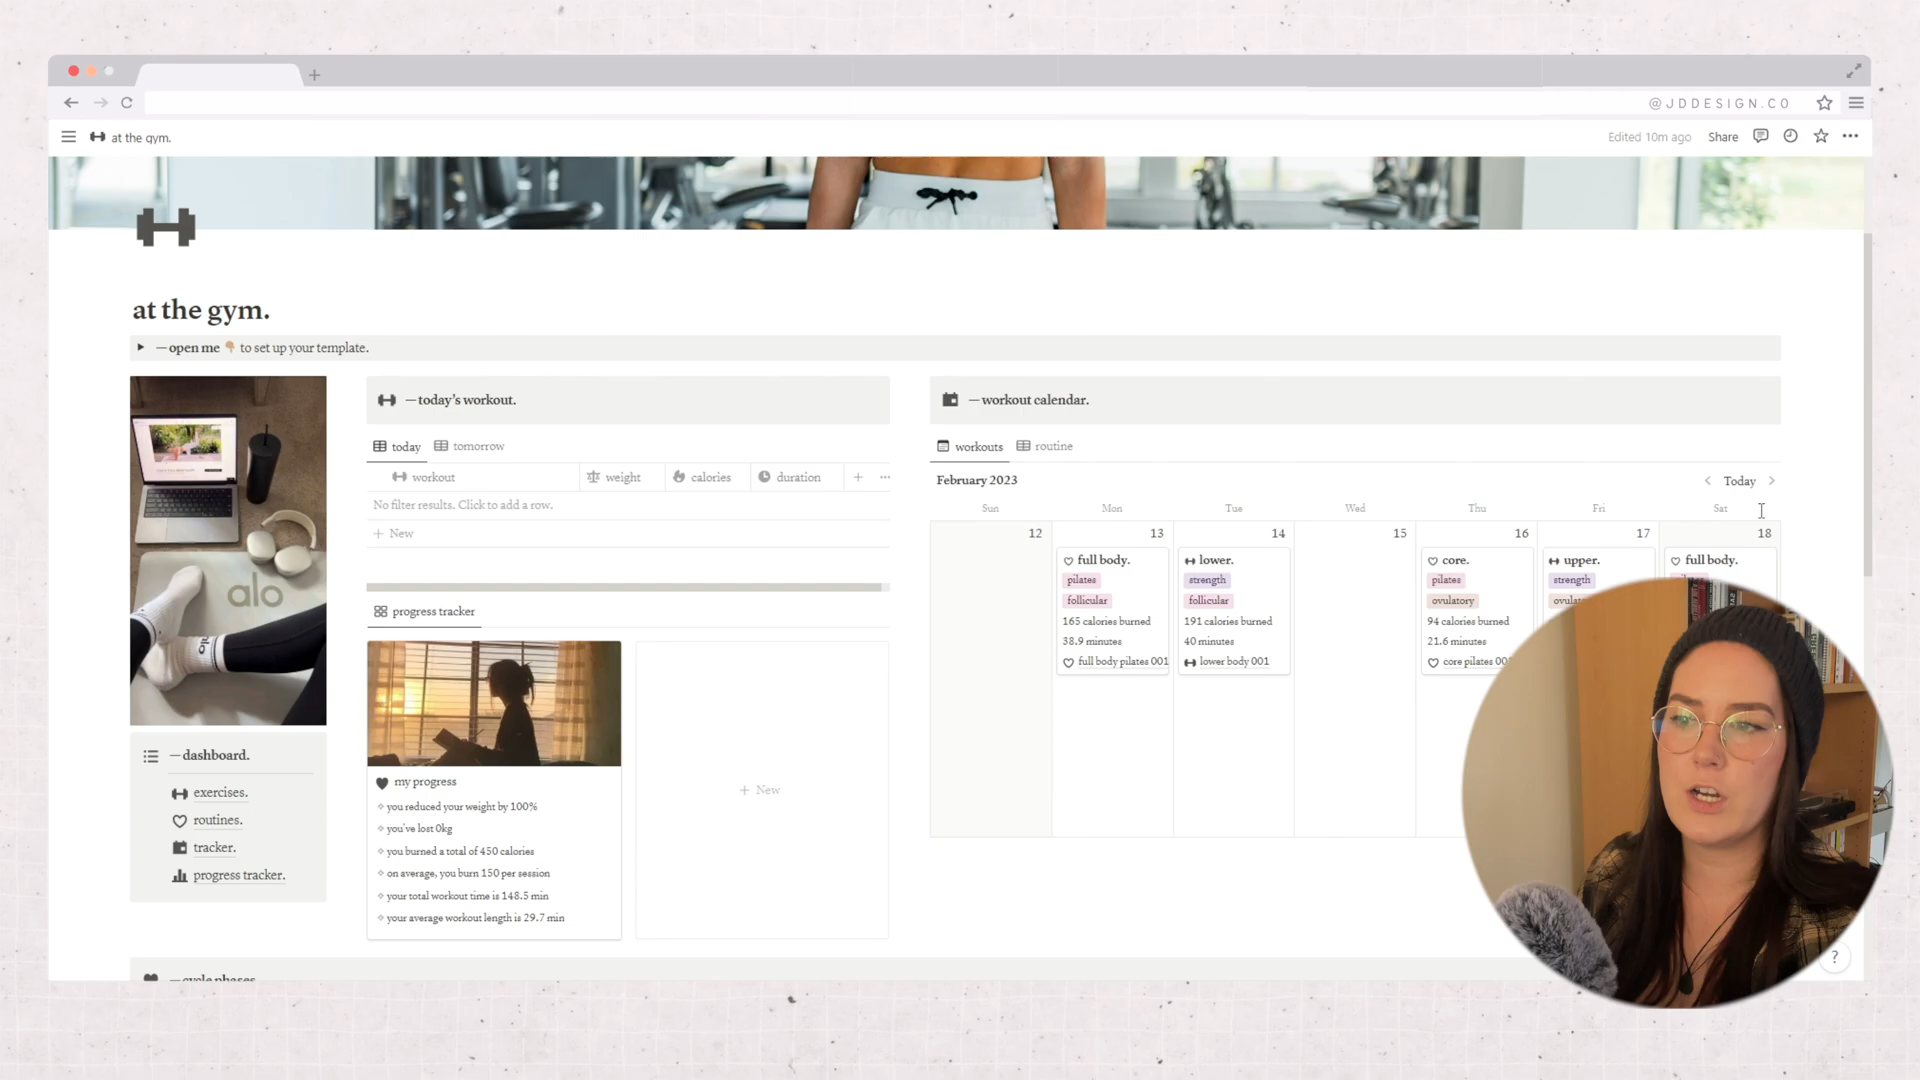 @JDDESIGN.CO
at the gym.
Edited 10m ago
Share
at the gym.
— open me to set up your template.
— today's workout.
today
tomorrow
workout
weight
calories
duration
No filter results. Click to add a row.
+ New
progress tracker
my progress
you reduced your weight by 100%
you've lost 0kg
you burned a total of 450 calories
on average, you burn 150 per session
your total workout time is 148.5 min
your average workout length is 29.7 min
+ New
alo
— dashboard.
exercises.
routines.
tracker.
progress tracker.
— workout calendar.
workouts
routine
February 2023
Today
Sun Mon Tue Wed Thu Fri Sat
12 13 14 15 16 17 18
full body.
pilates
follicular
165 calories burned
38.9 minutes
full body pilates 001
lower.
strength
follicular
191 calories burned
40 minutes
lower body 001
core.
pilates
ovulatory
94 calories burned
21.6 minutes
core pilates
upper.
strength
full body.
— cycle phases
?